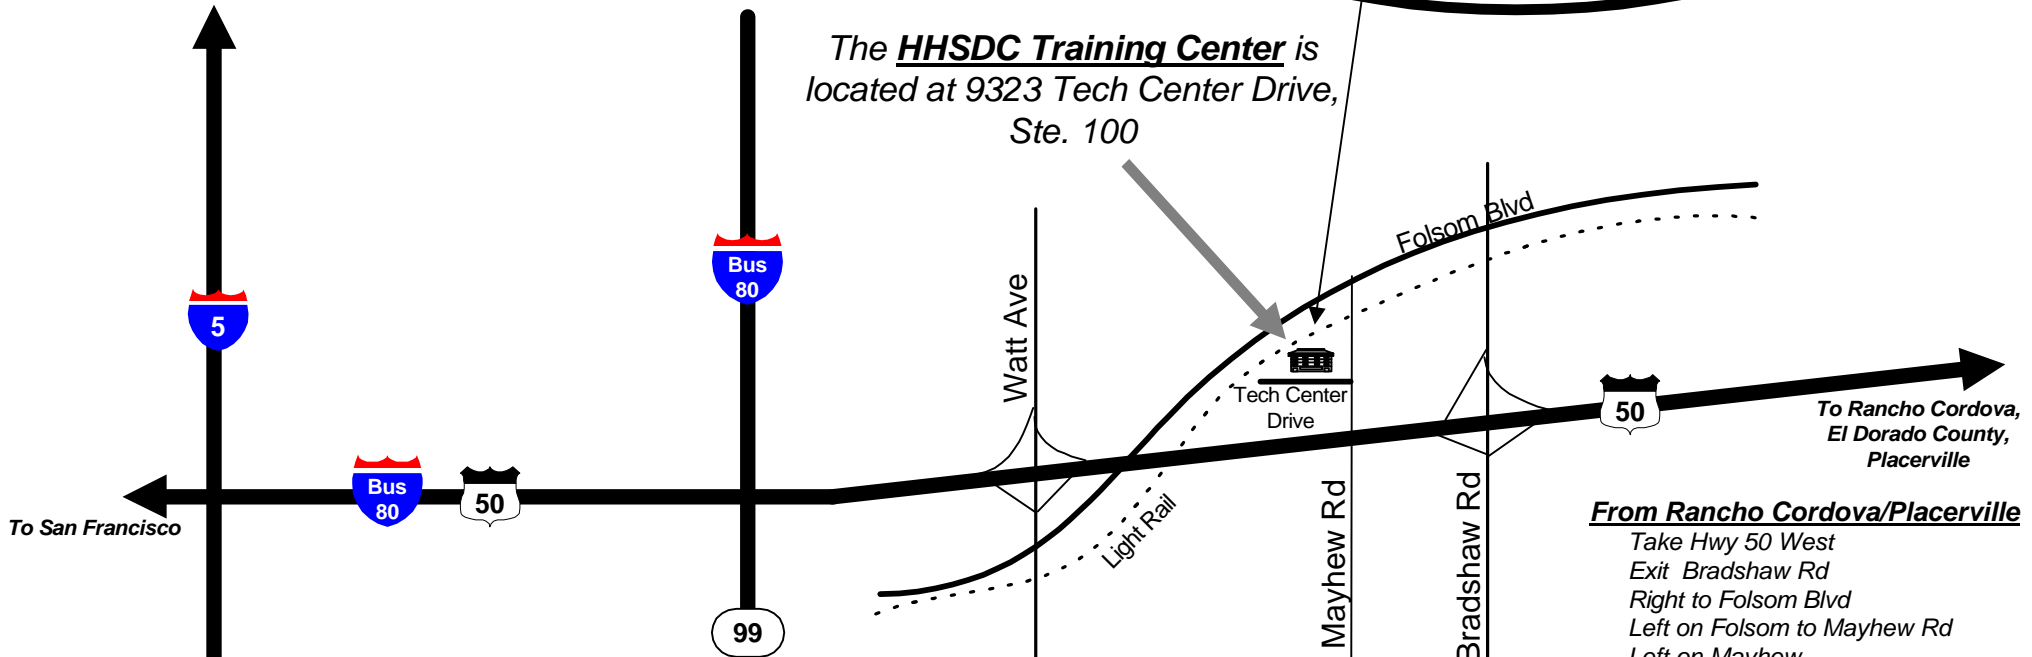 The HHSDC Training Center is
located at 9323 Tech Center Drive,
Ste. 100
Folsom Blvd
Bus
80
Watt Ave
5
Tech Center
Drive
50
To Rancho Cordova,
El Dorado County,
Placerville
Bus
80
50
To San Francisco
Light Rail
Mayhew Rd
Bradshaw Rd
99
From Rancho Cordova/Placerville
Take Hwy 50 West
Exit Bradshaw Rd
Right to Folsom Blvd
Left on Folsom to Mayhew Rd
Left on Mayhew